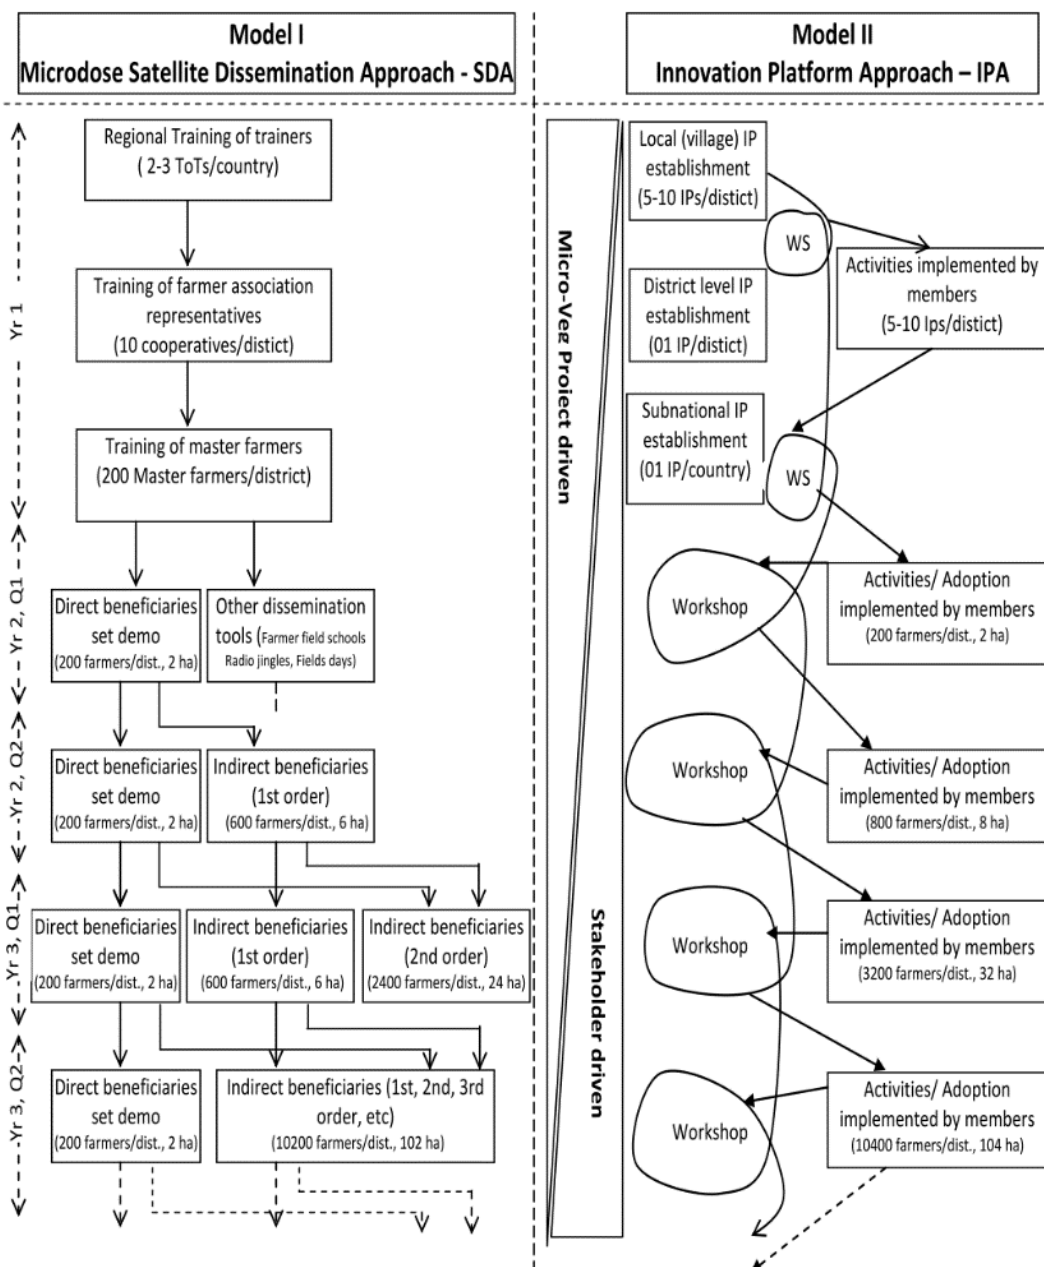 Model I
Microdose Satellite Dissemination Approach - SDA
Model II
Innovation Platform Approach – IPA
Yr 1
Yr 2, Q1
Yr 2, Q2
Yr 3, Q1
Yr 3, Q2
Regional Training of trainers
( 2-3 ToTs/country)
Training of farmer association
representatives
(10 cooperatives/distict)
Training of master farmers
(200 Master farmers/district)
Direct beneficiaries
set demo
(200 farmers/dist., 2 ha)
Other dissemination
tools (Farmer field schools
Radio jingles, Fields days)
Direct beneficiaries
set demo
(200 farmers/dist., 2 ha)
Indirect beneficiaries
(1st order)
(600 farmers/dist., 6 ha)
Direct beneficiaries
set demo
(200 farmers/dist., 2 ha)
Indirect beneficiaries
(1st order)
(600 farmers/dist., 6 ha)
Indirect beneficiaries
(2nd order)
(2400 farmers/dist., 24 ha)
Direct beneficiaries
set demo
(200 farmers/dist., 2 ha)
Indirect beneficiaries (1st, 2nd, 3rd
order, etc)
(10200 farmers/dist., 102 ha)
Micro-Veg Project driven
Stakeholder driven
Local (village) IP
establishment
(5-10 IPs/distict)
WS
Activities implemented by
members
(5-10 Ips/distict)
District level IP
establishment
(01 IP/distict)
Subnational IP
establishment
(01 IP/country)
WS
Workshop
Activities/ Adoption
implemented by members
(200 farmers/dist., 2 ha)
Workshop
Activities/ Adoption
implemented by members
(800 farmers/dist., 8 ha)
Workshop
Activities/ Adoption
implemented by members
(3200 farmers/dist., 32 ha)
Workshop
Activities/ Adoption
implemented by members
(10400 farmers/dist., 104 ha)